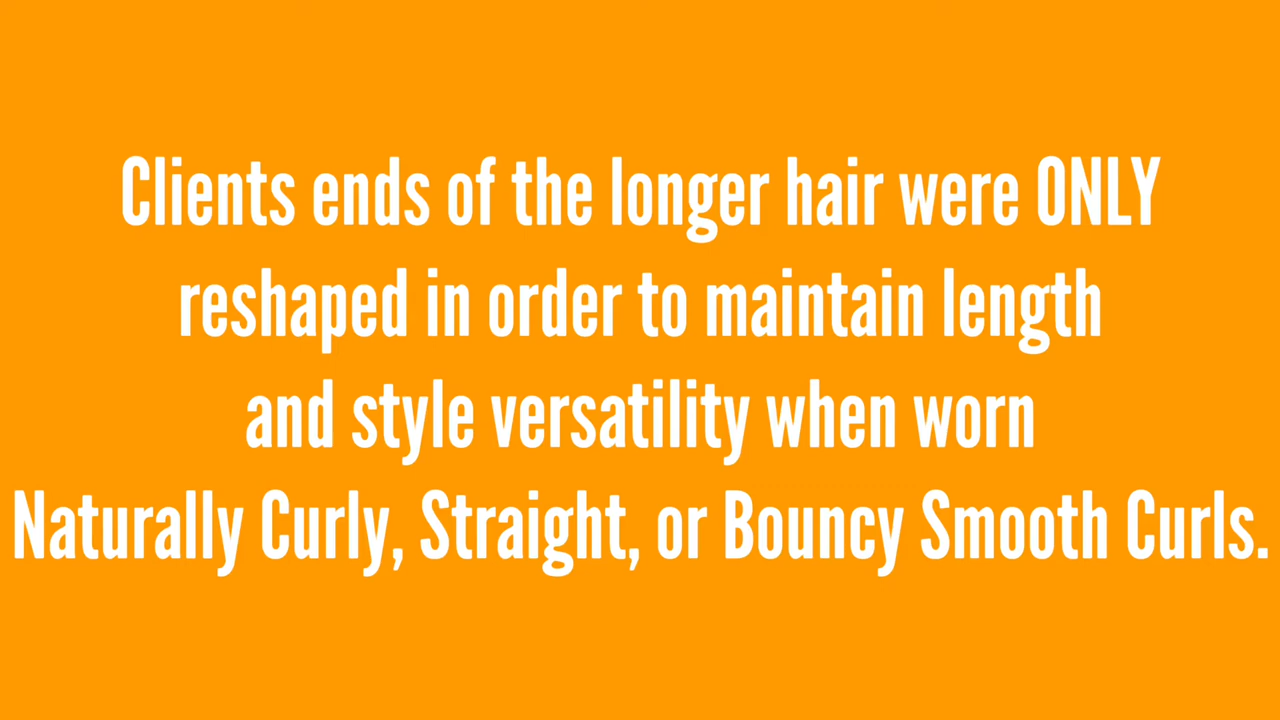 Clients ends of the longer hair were ONLY
reshaped in order to maintain length
and style versatility when worn
Naturally Curly, Straight, or Bouncy Smooth Curls.